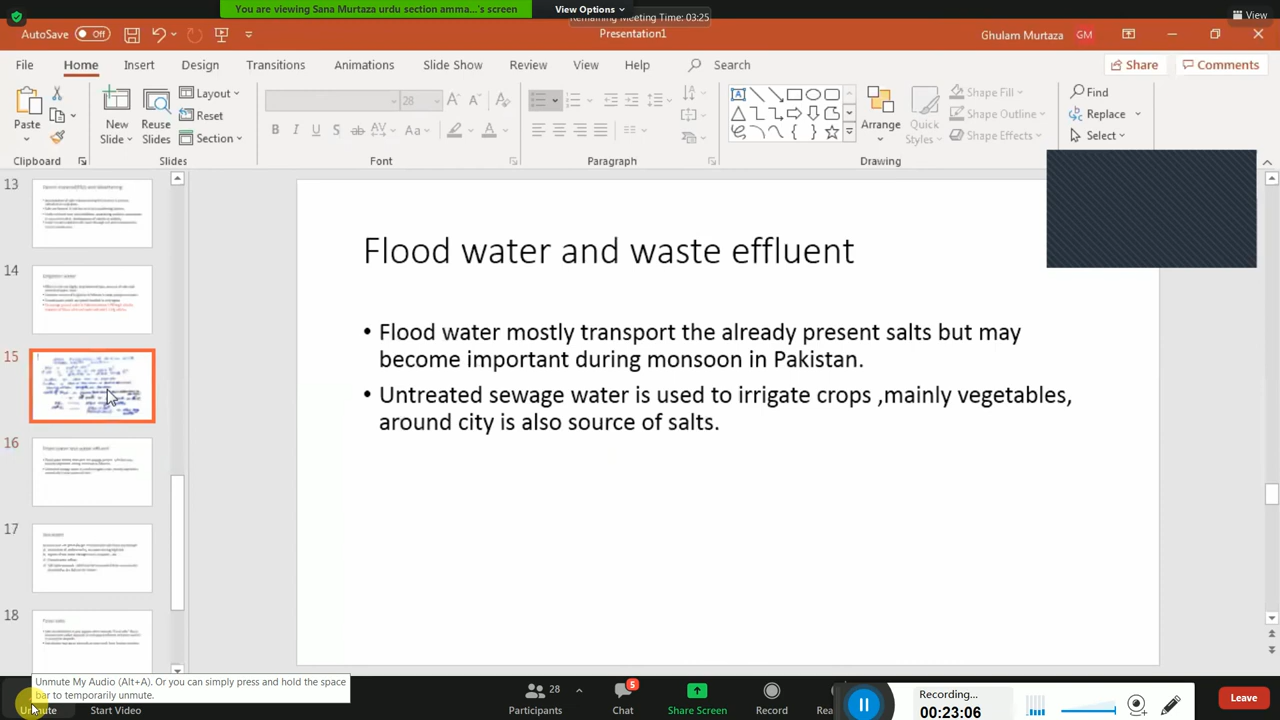 You are viewing Sana Murtaza urdu section amma...'s screen
View Options
Remaining Meeting Time: 03:25
View
AutoSave Off
Presentation1
Ghulam Murtaza GM
File Home Insert Design Transitions Animations Slide Show Review View Help Search
Share Comments
Paste
New Slide
Reuse Slides
Layout
Reset
Section
28
Arrange
Quick Styles
Shape Fill
Shape Outline
Shape Effects
Find
Replace
Select
Clipboard Slides Font Paragraph Drawing
13
14
15
16
17
18
Flood water and waste effluent
• Flood water mostly transport the already present salts but may
become important during monsoon in Pakistan.
• Untreated sewage water is used to irrigate crops ,mainly vegetables,
around city is also source of salts.
Unmute My Audio (Alt+A). Or you can simply press and hold the space
bar to temporarily unmute.
Unmute
Start Video
28
Participants
5
Chat
Share Screen
Record
Rea
Recording...
00:23:06
Leave